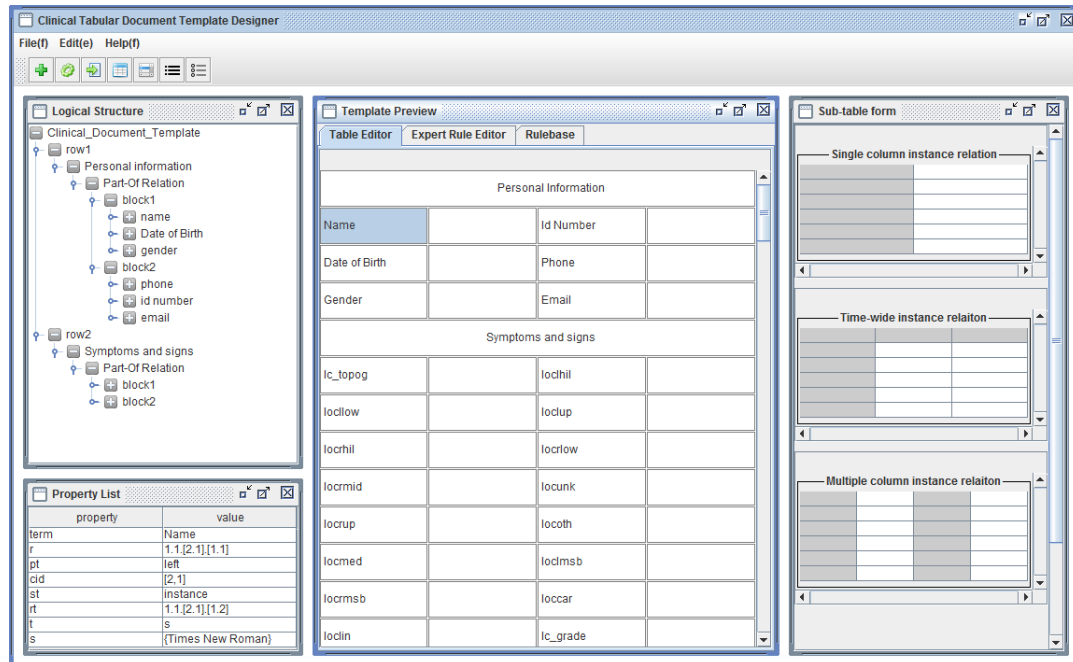 Clinical Tabular Document Template Designer
File(f) Edit(e) Help(f)
Logical Structure
Clinical_Document_Template
row1
Personal information
Part-Of Relation
block1
name
Date of Birth
gender
block2
phone
id number
email
row2
Symptoms and signs
Part-Of Relation
block1
block2
Property List
property value
term Name
r 1.1.[2.1].[1.1]
pt left
cid [2,1]
st instance
rt 1.1.[2.1].[1.2]
t s
s {Times New Roman}
Template Preview
Table Editor Expert Rule Editor Rulebase
Personal Information
Name Id Number
Date of Birth Phone
Gender Email
Symptoms and signs
lc_topog loclhil
locllow loclup
locrhil locrlow
locrmid locunk
locrup locoth
locmed loclmsb
locrmsb loccar
loclin lc_grade
Sub-table form
Single column instance relation
Time-wide instance relaiton
Multiple column instance relaiton